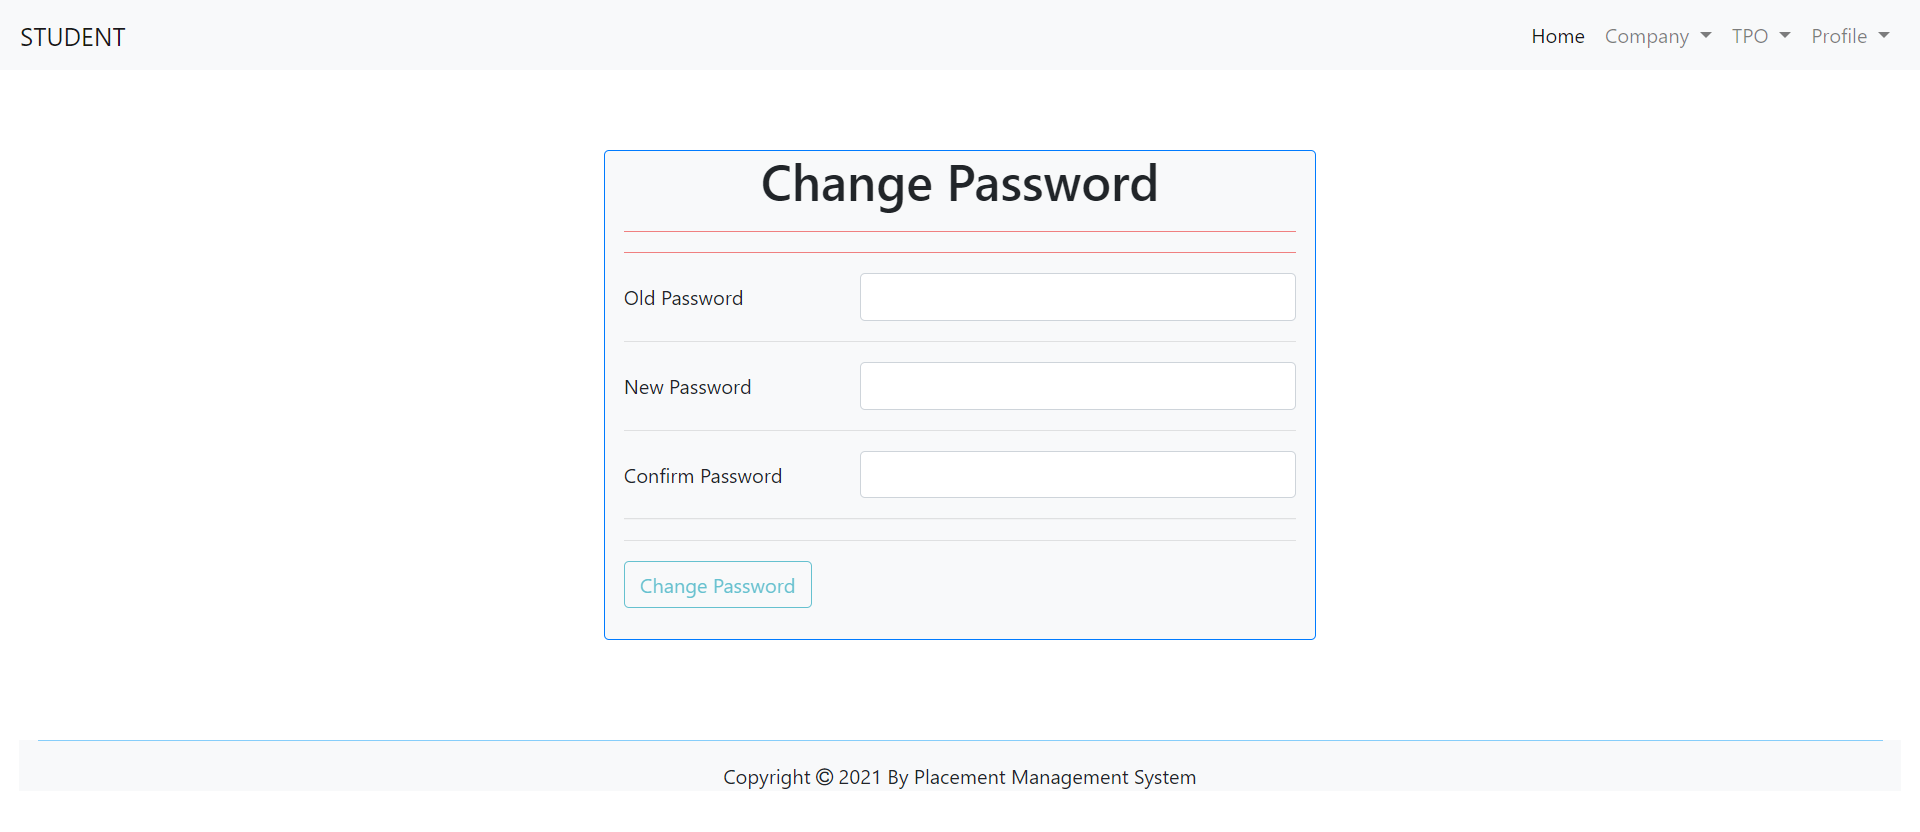 STUDENT Home Company TPO Profile
Change Password
Old Password
New Password
Confirm Password
Change Password
Copyright © 2021 By Placement Management System